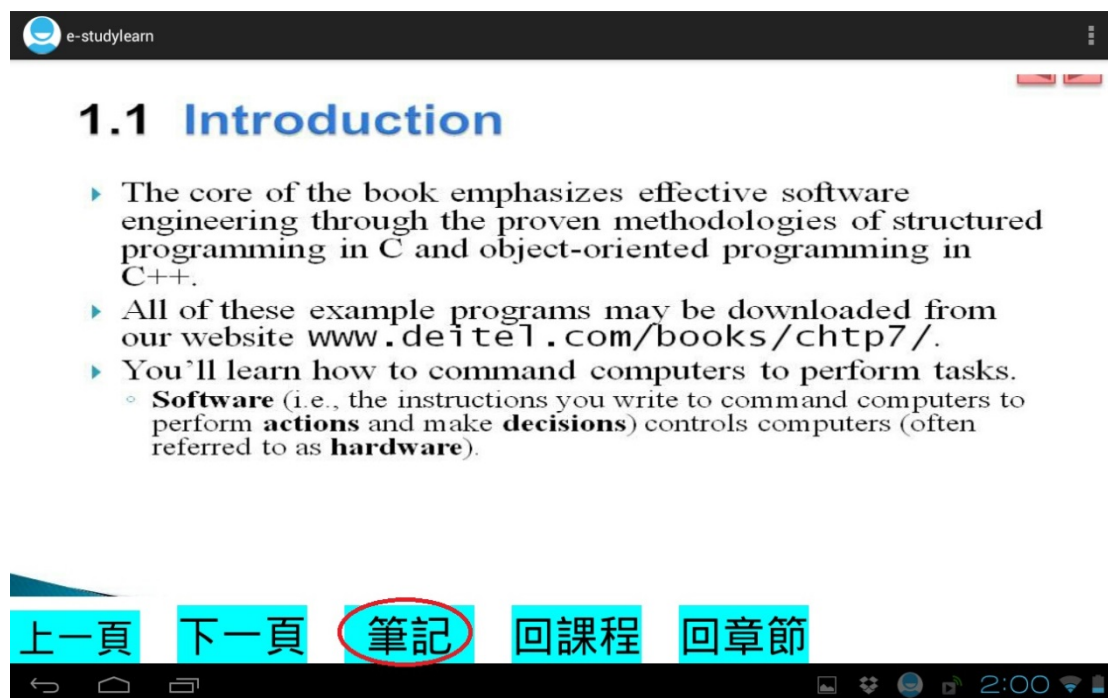 e-studylearn
1.1 Introduction
The core of the book emphasizes effective software
engineering through the proven methodologies of structured
programming in C and object-oriented programming in
C++.
All of these example programs may be downloaded from
our website www.deitel.com/books/chtp7/.
You’ll learn how to command computers to perform tasks.
Software (i.e., the instructions you write to command computers to
perform actions and make decisions) controls computers (often
referred to as hardware).
上一頁 下一頁 筆記 回課程 回章節
2:00